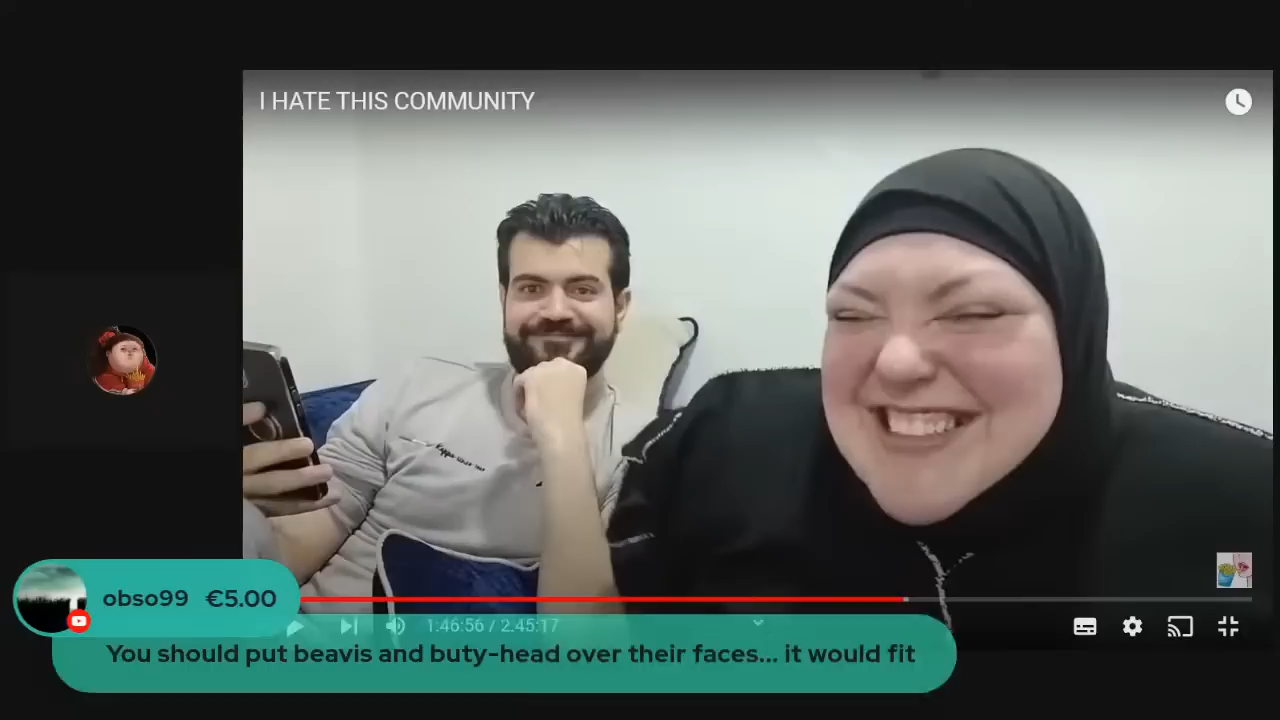 I HATE THIS COMMUNITY
obso99 €5.00
1:46:56 / 2:45:17
You should put beavis and buty-head over their faces... it would fit